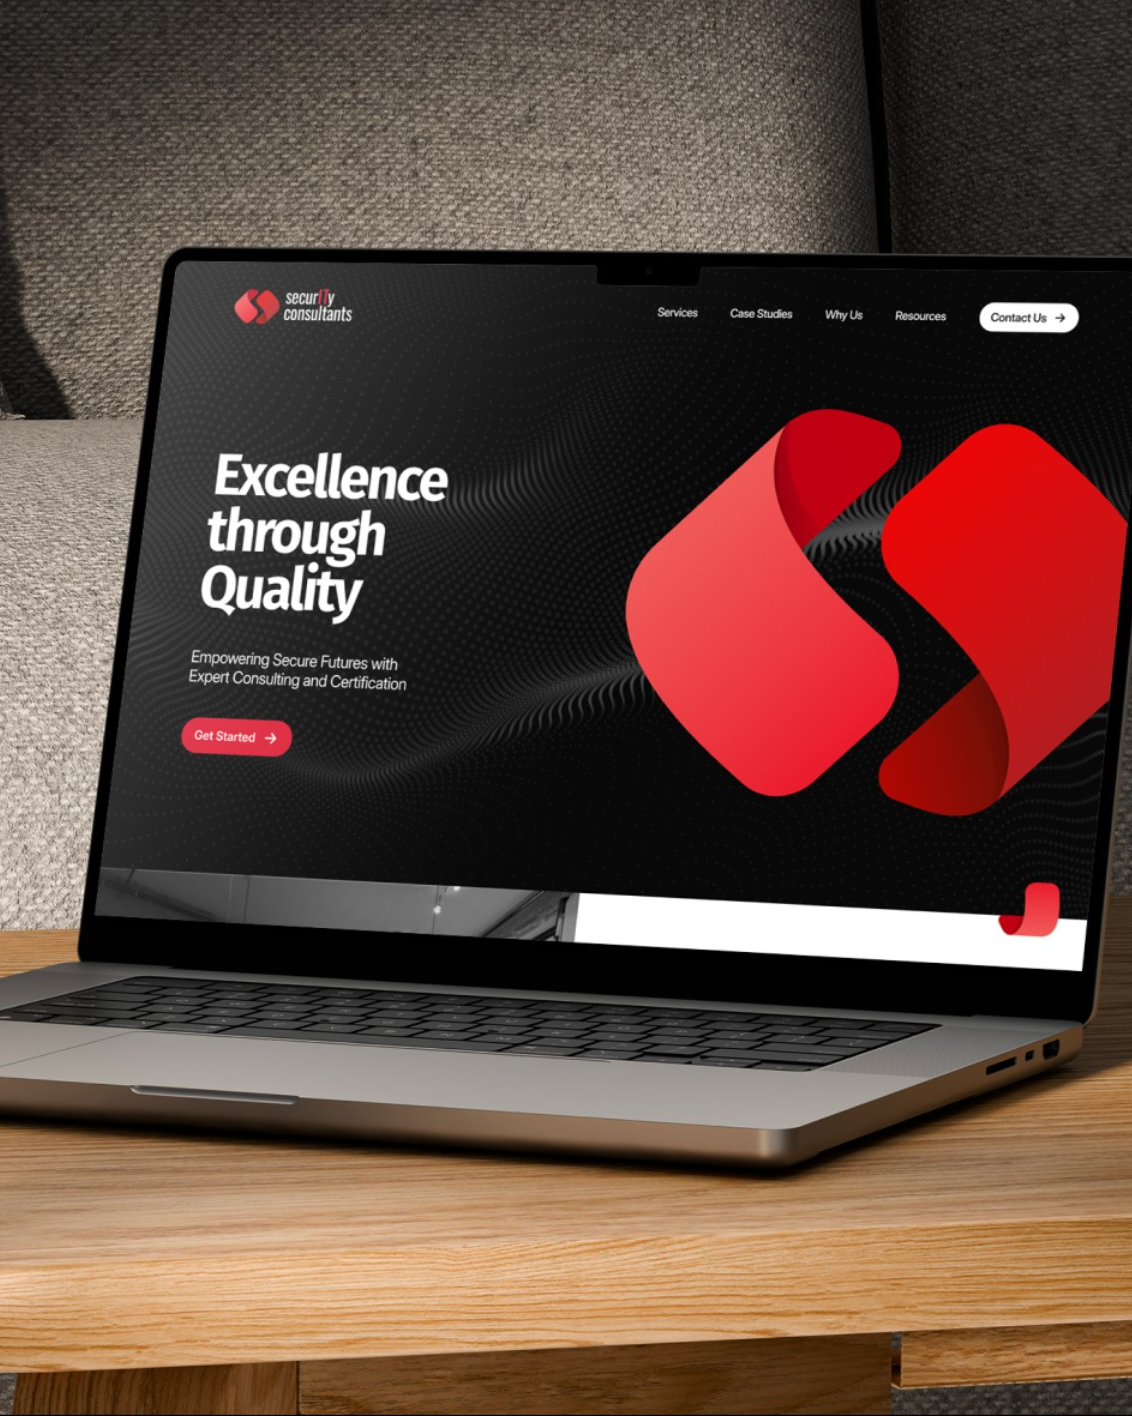 securITy
consultants
Services
Case Studies
Why Us
Resources
Contact Us
Excellence
through
Quality
Empowering Secure Futures with
Expert Consulting and Certification
Get Started